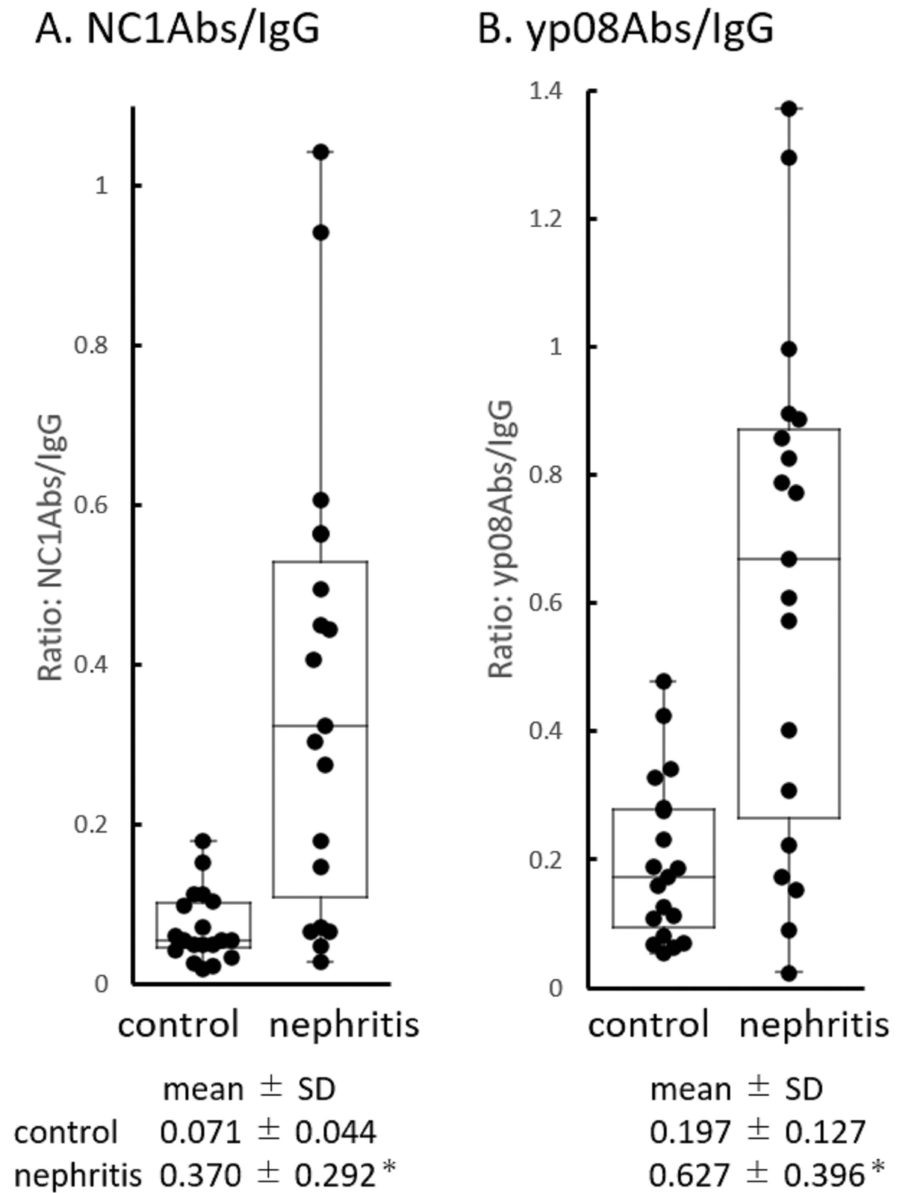 A. NC1Abs/IgG
Ratio: NC1Abs/IgG
1
0.8
0.6
0.4
0.2
0
control nephritis
mean ± SD
control 0.071 ± 0.044
nephritis 0.370 ± 0.292*
B. yp08Abs/IgG
Ratio: yp08Abs/IgG
1.4
1.2
1
0.8
0.6
0.4
0.2
0
control nephritis
mean ± SD
0.197 ± 0.127
0.627 ± 0.396*